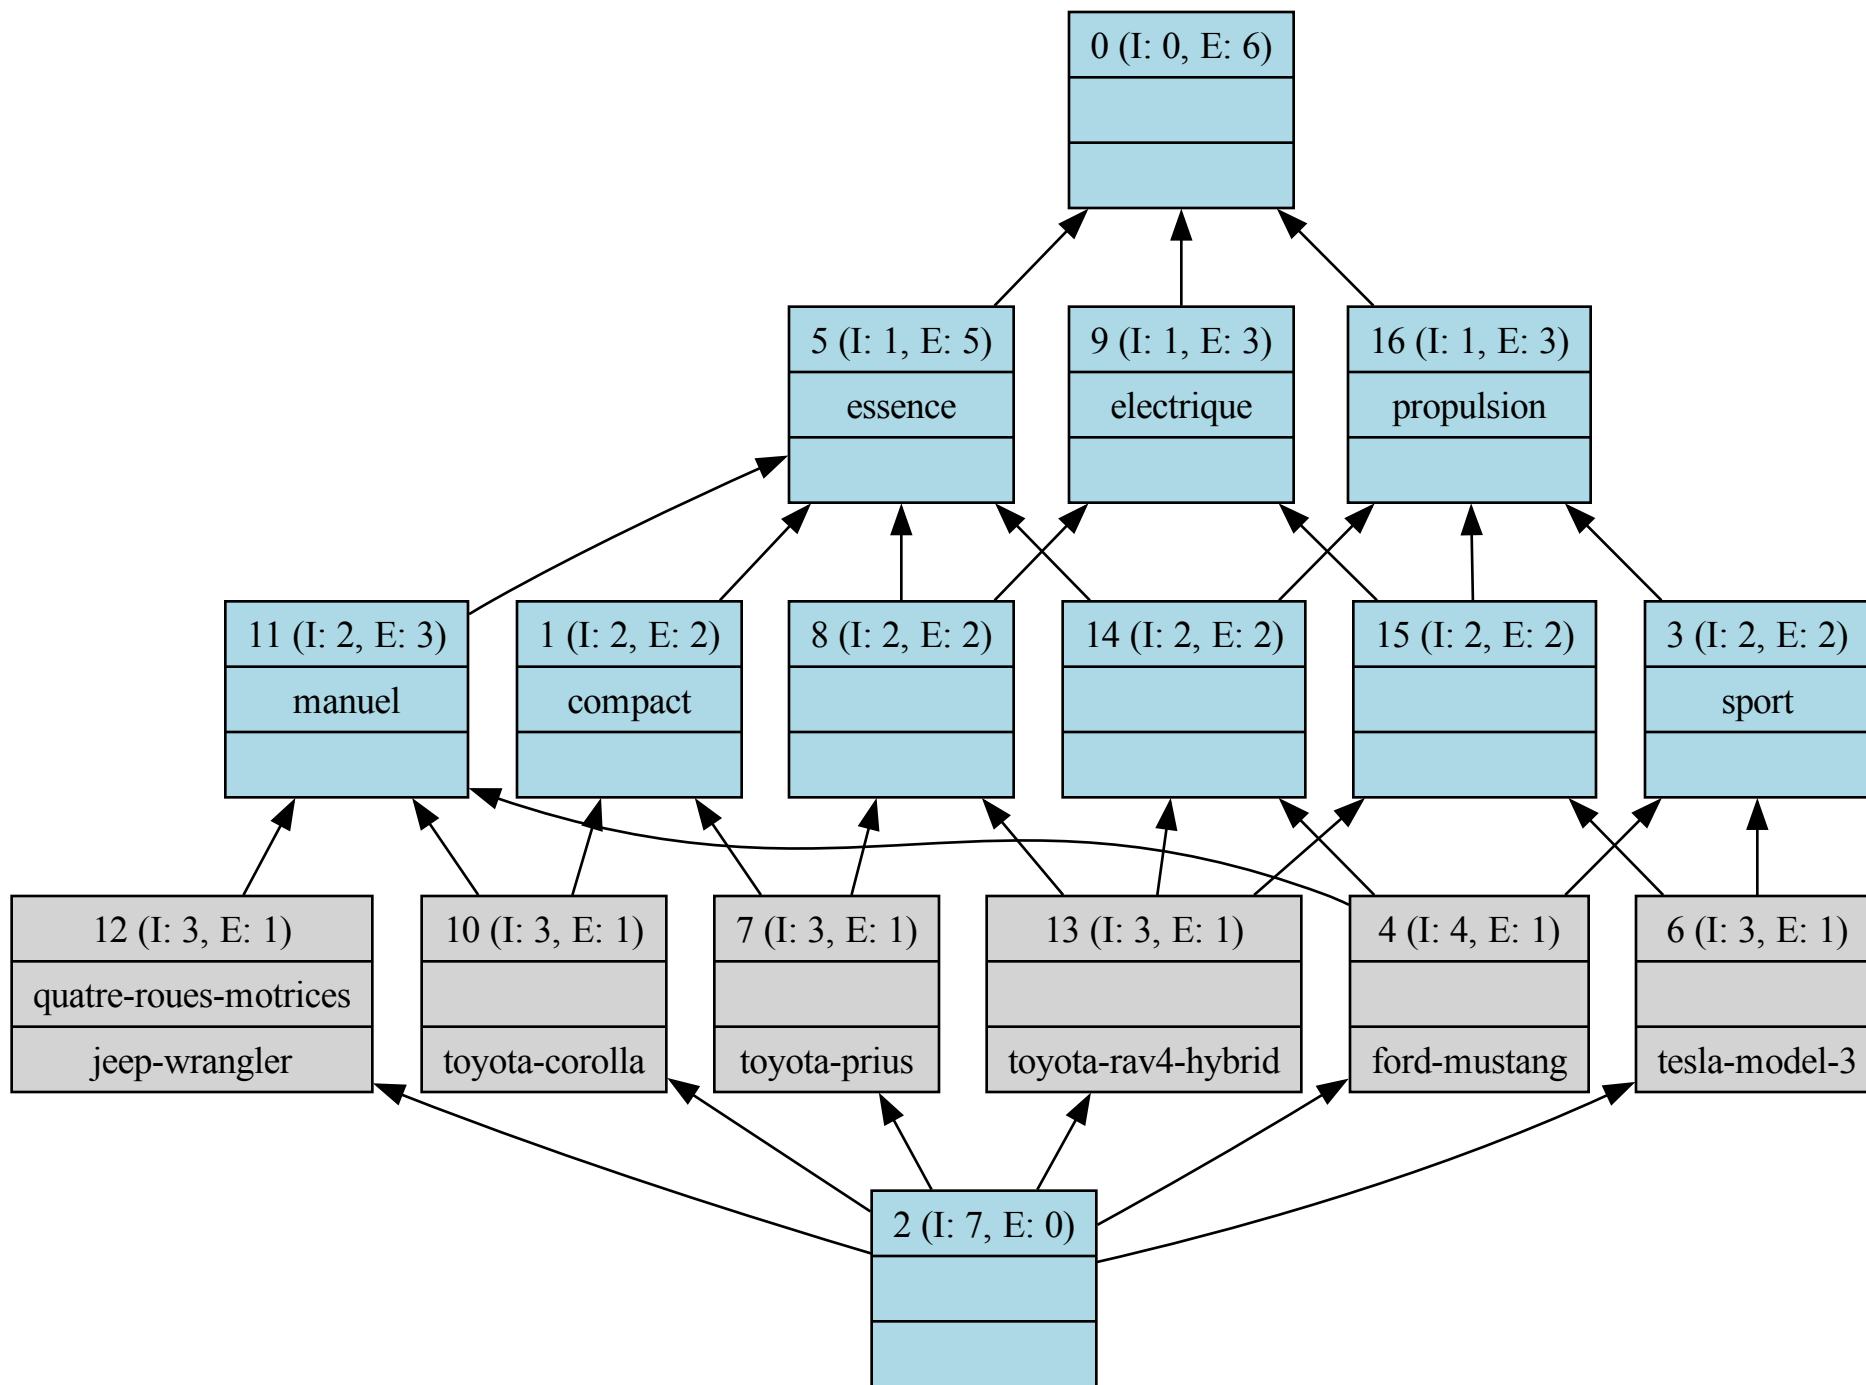 0 (I: 0, E: 6)
5 (I: 1, E: 5)
essence
9 (I: 1, E: 3)
electrique
16 (I: 1, E: 3)
propulsion
11 (I: 2, E: 3)
manuel
1 (I: 2, E: 2)
compact
8 (I: 2, E: 2)
14 (I: 2, E: 2)
15 (I: 2, E: 2)
3 (I: 2, E: 2)
sport
12 (I: 3, E: 1)
quatre-roues-motrices
jeep-wrangler
10 (I: 3, E: 1)
toyota-corolla
7 (I: 3, E: 1)
toyota-prius
13 (I: 3, E: 1)
toyota-rav4-hybrid
4 (I: 4, E: 1)
ford-mustang
6 (I: 3, E: 1)
tesla-model-3
2 (I: 7, E: 0)